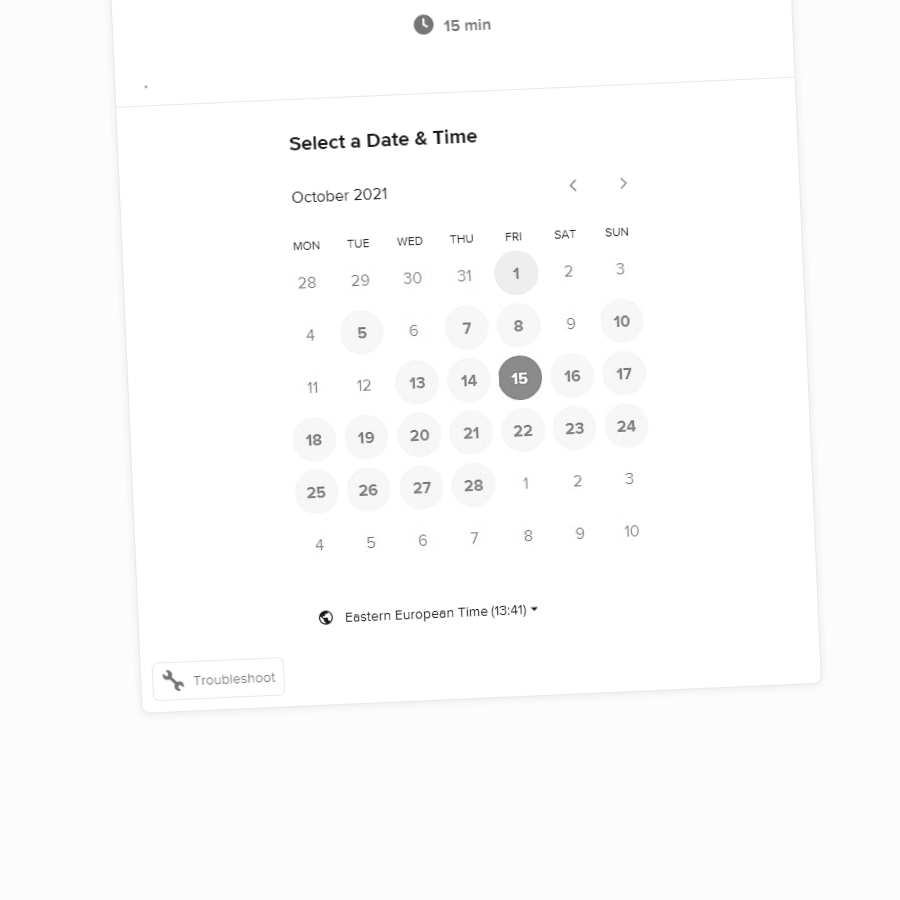 15 min
.
Select a Date & Time
October 2021
MON TUE WED THU FRI SAT SUN
28 29 30 31 1 2 3
4 5 6 7 8 9 10
11 12 13 14 15 16 17
18 19 20 21 22 23 24
25 26 27 28 1 2 3
4 5 6 7 8 9 10
Eastern European Time (13:41)
Troubleshoot